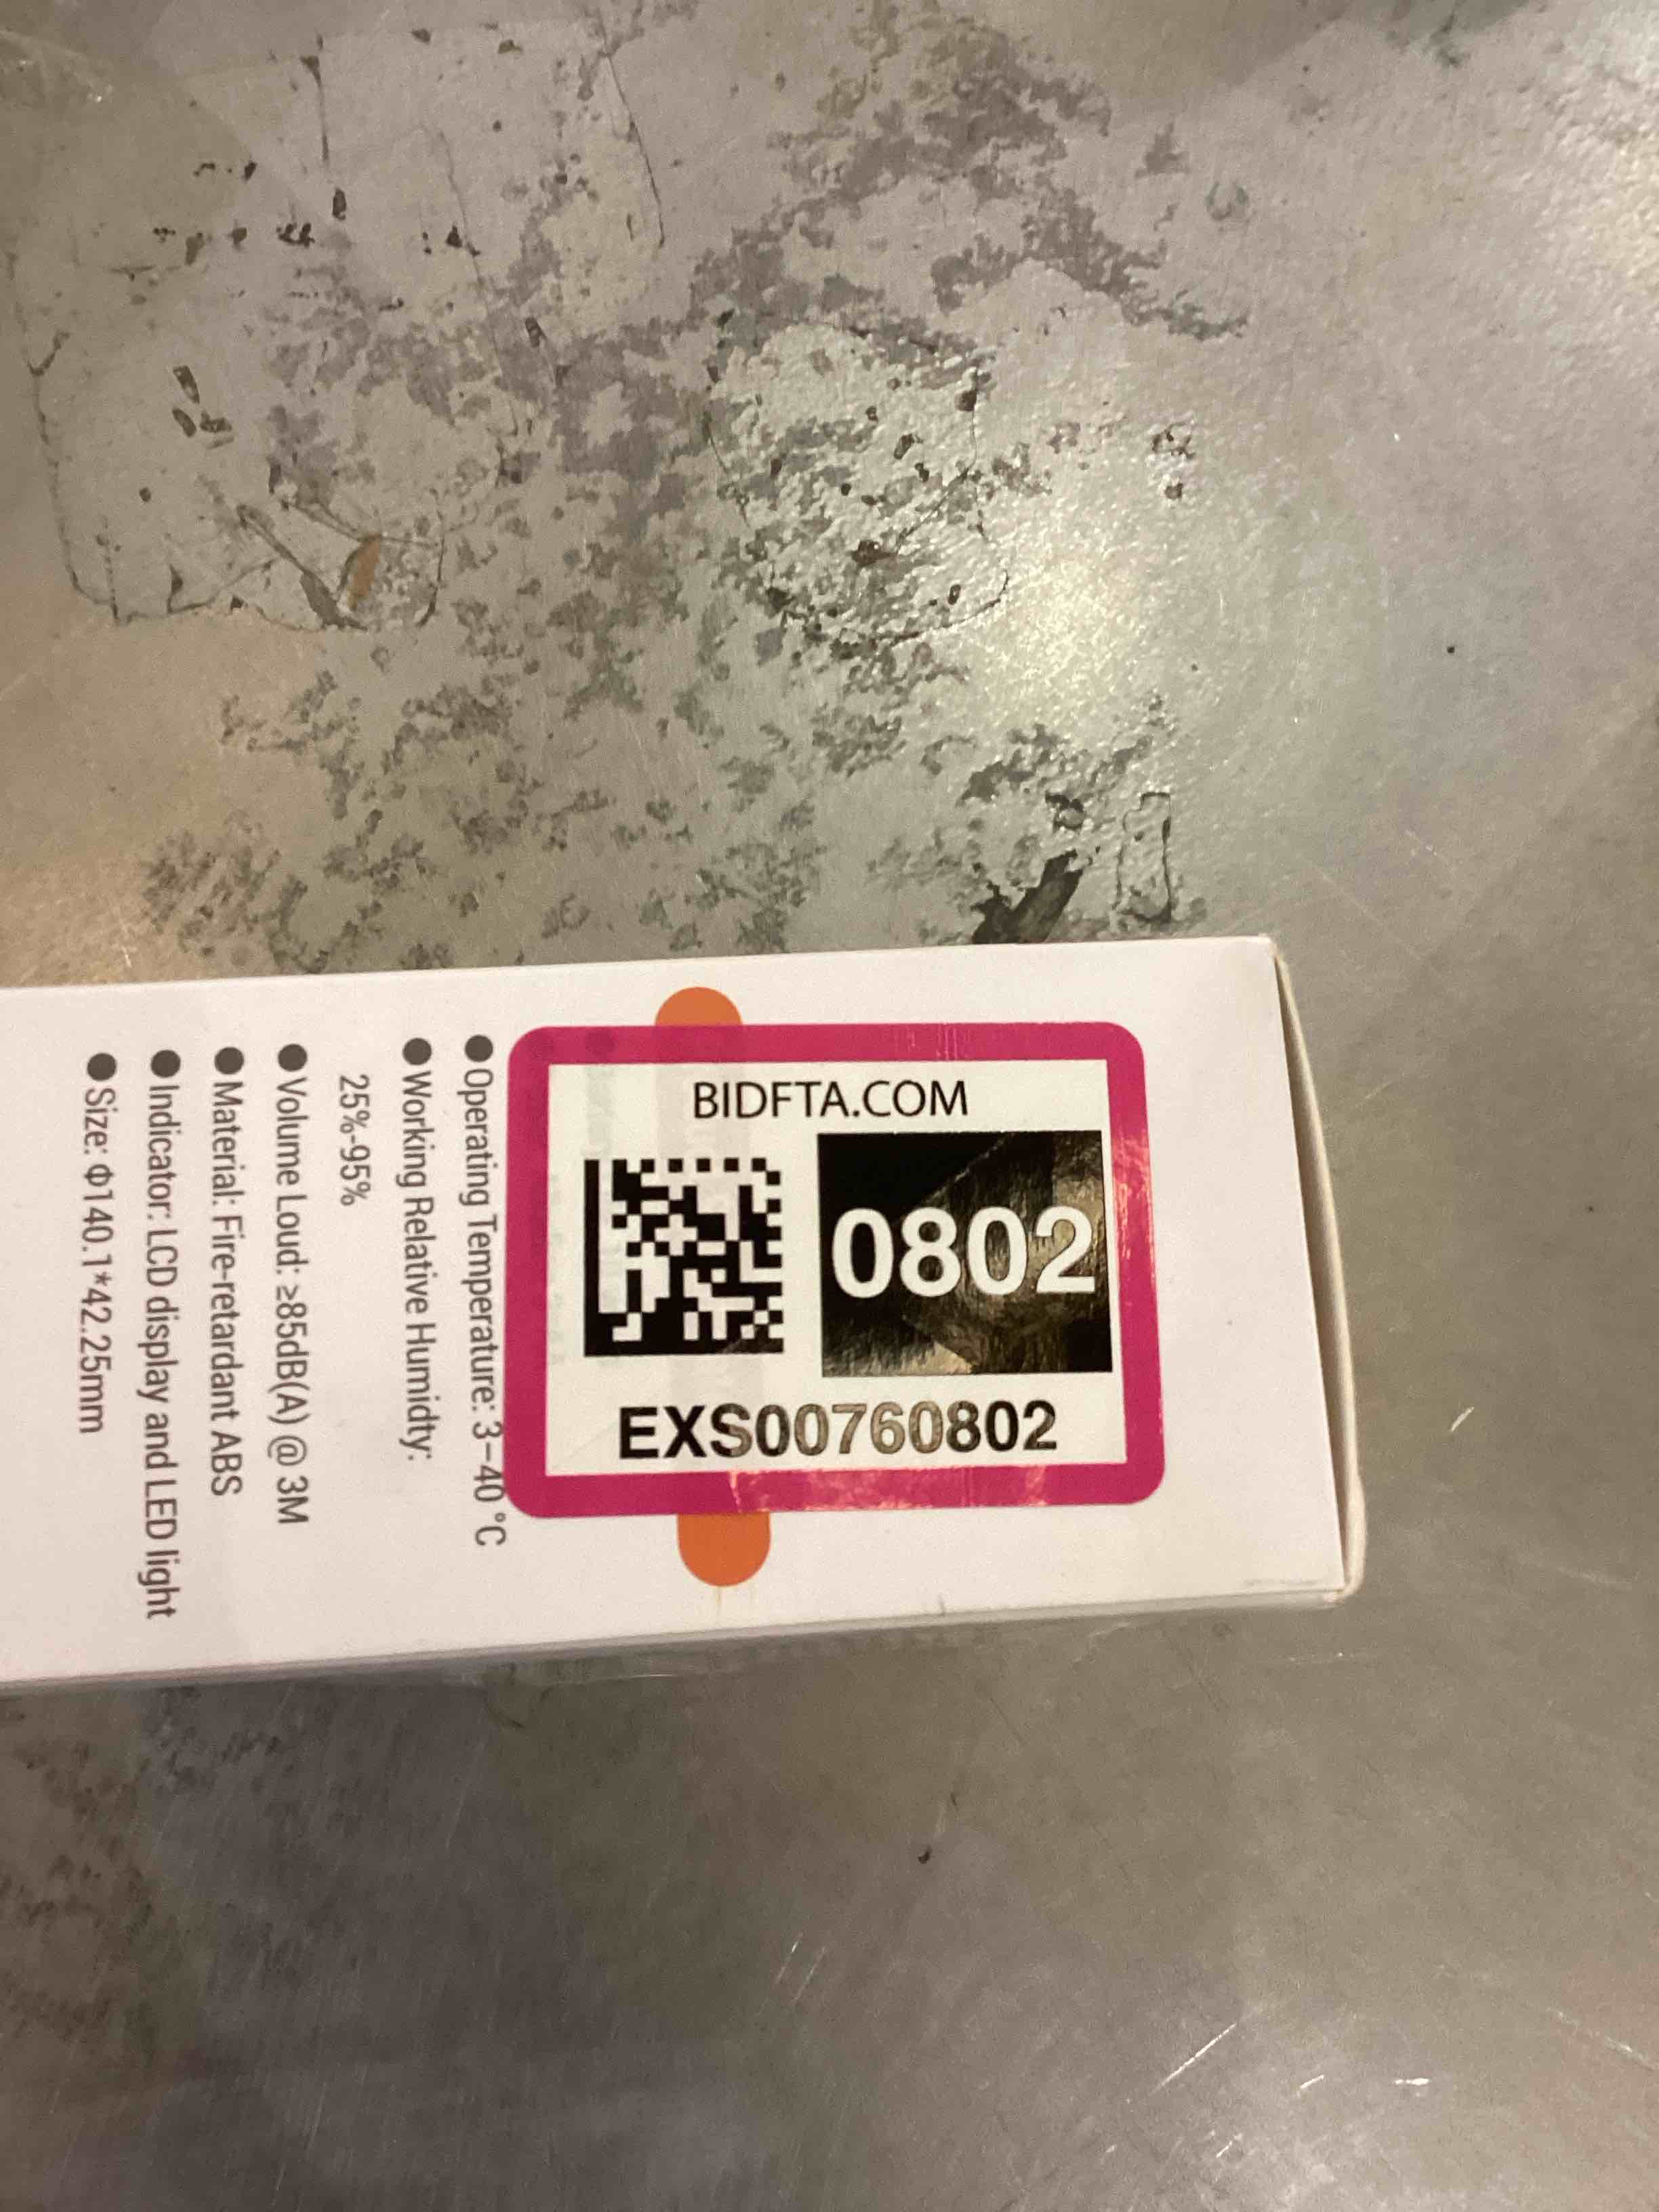 BIDFTA.COM
0802
EXS00760802
●Operating Temperature: 3–40 °C
●Working Relative Humidty:
25%-95%
●Volume Loud: ≥85dB(A) @ 3M
●Material: Fire-retardant ABS
●Indicator: LCD display and LED light
●Size: Φ140.1*42.25mm